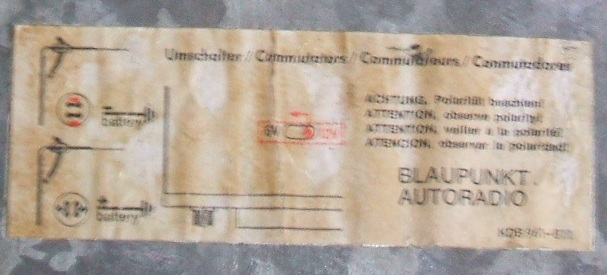 Umschalter // Commutators // Commutateurs // Conmutadores
ACHTUNG, Polarität beachten!
ATTENTION, observe polarity!
ATTENTION, veiller à la polarité!
ATENCION, observar la polaridad!
6V 12V
battery
battery
BLAUPUNKT.
AUTORADIO